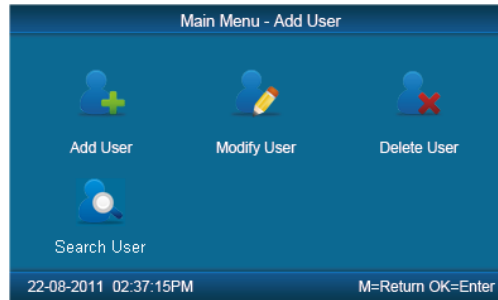 Main Menu - Add User
Add User Modify User Delete User
Search User
22-08-2011 02:37:15PM M=Return OK=Enter